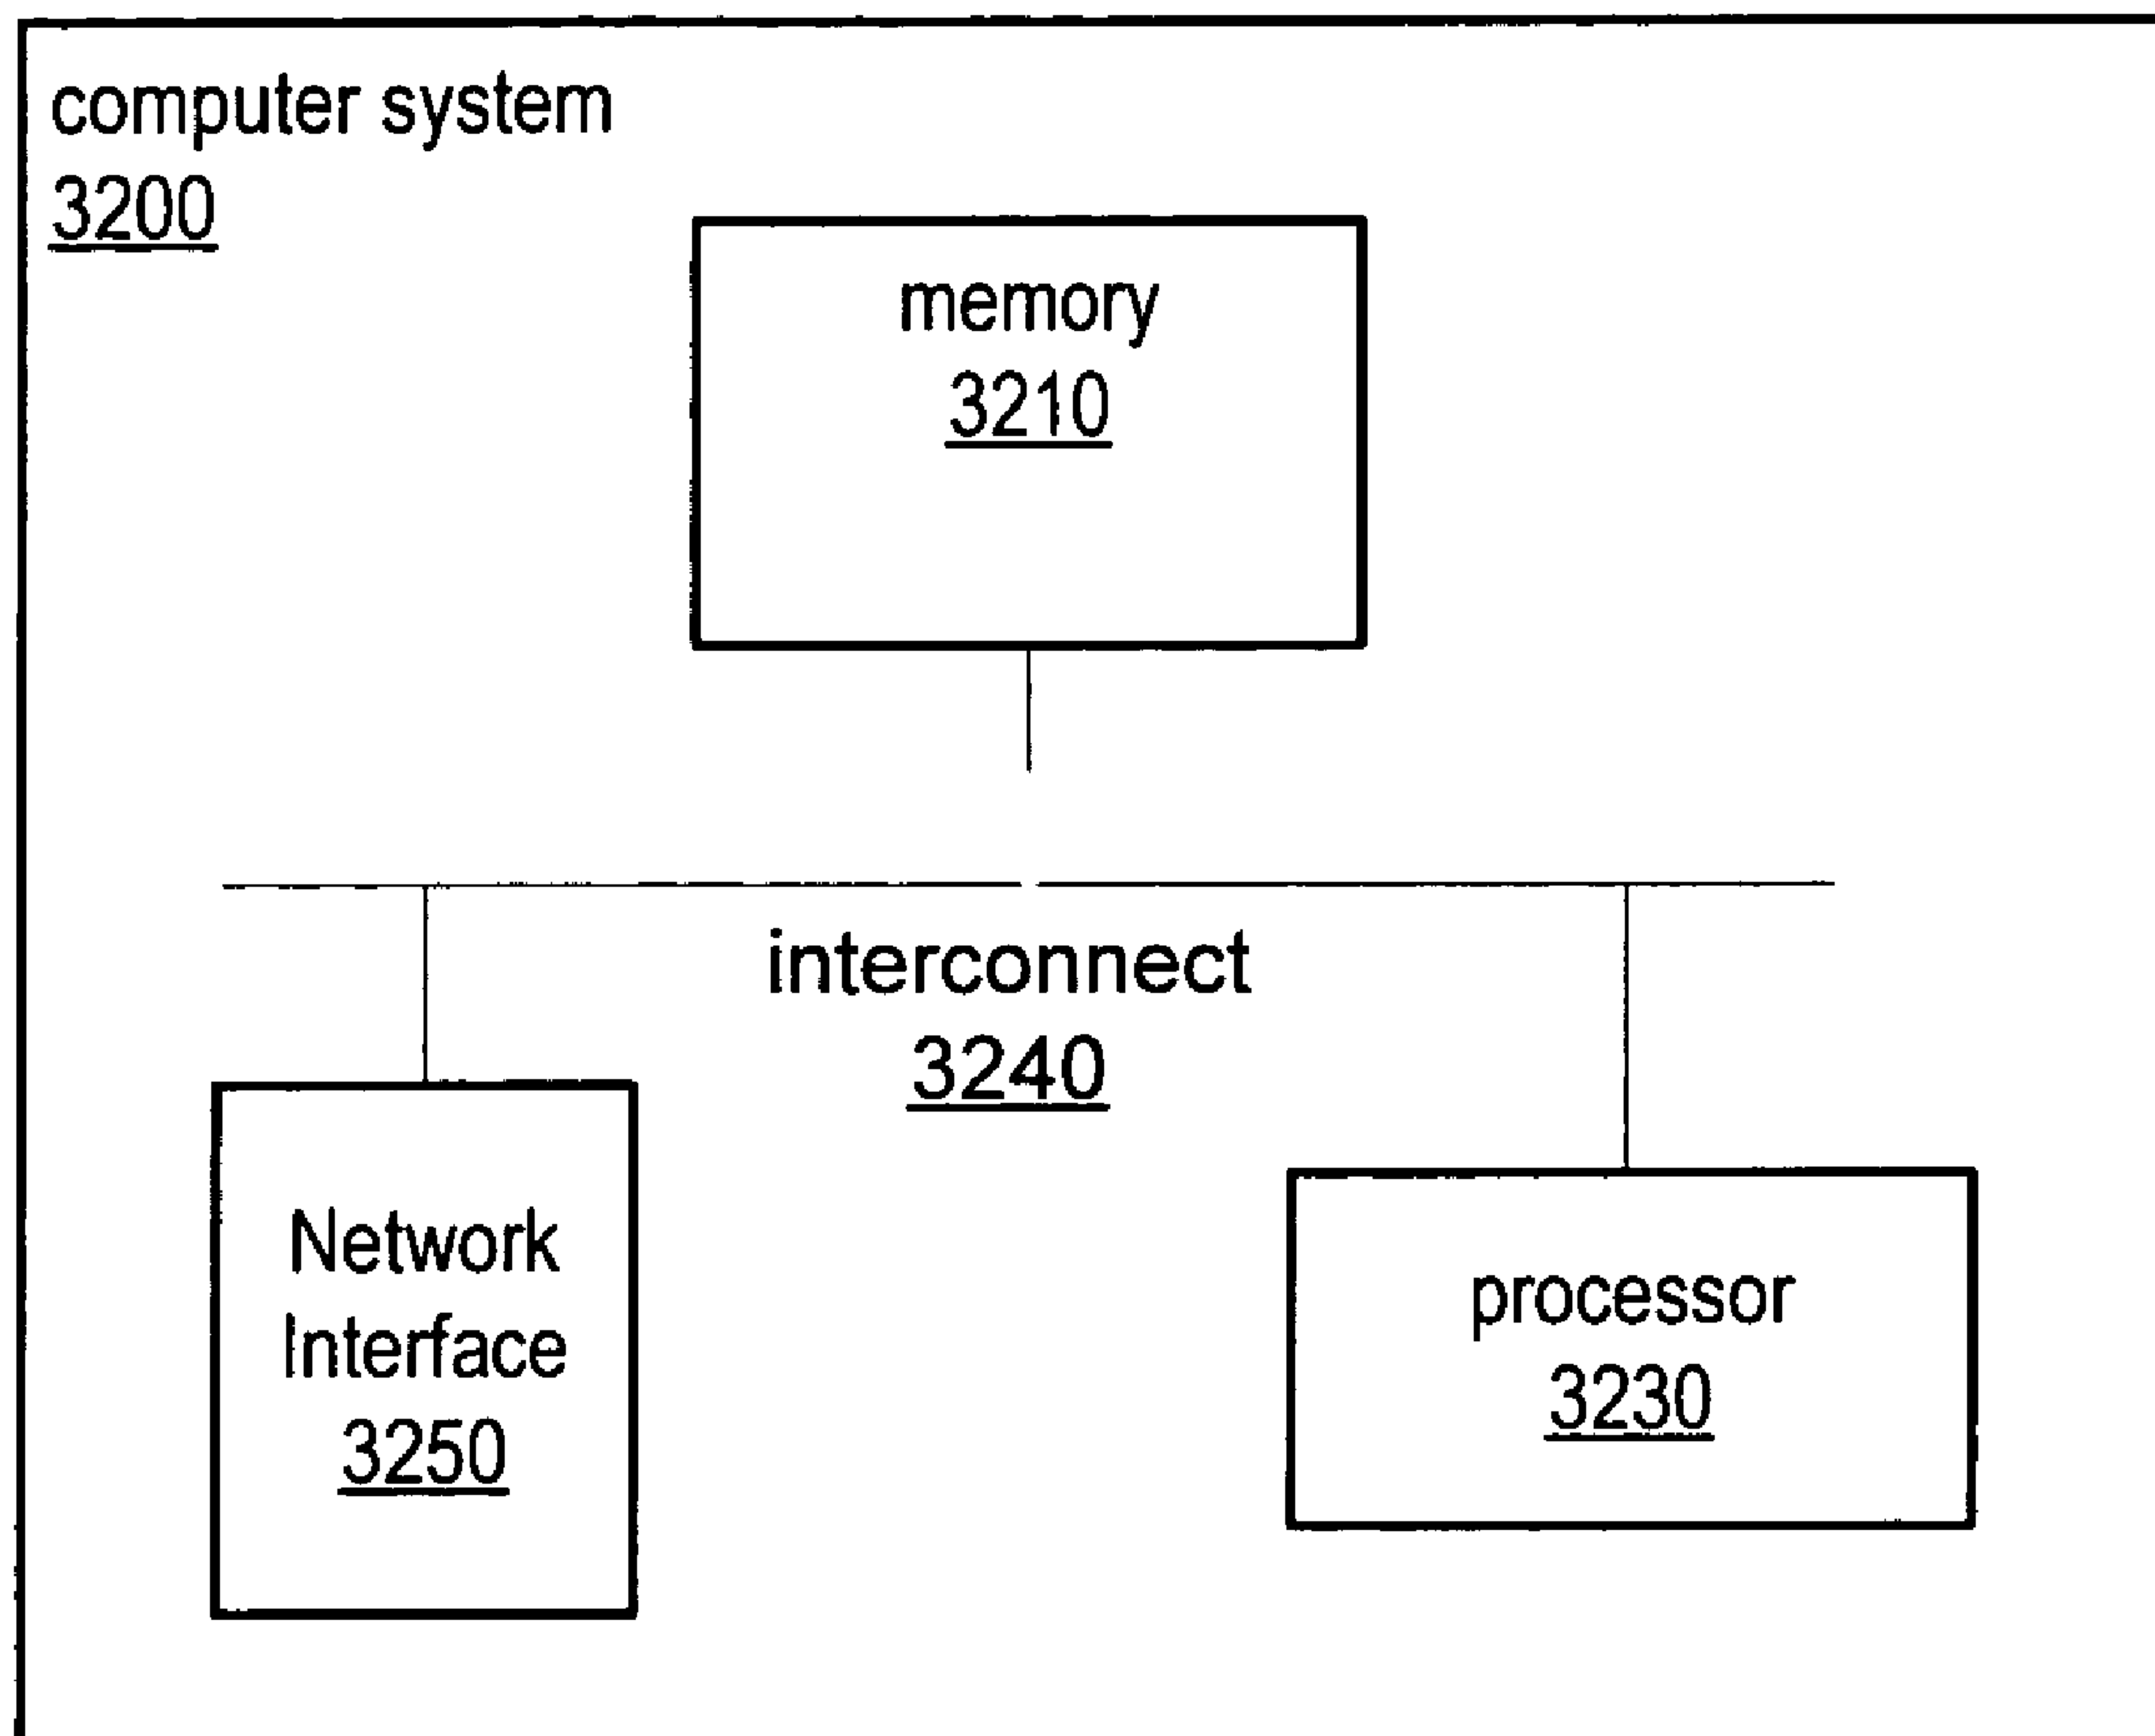 computer system
3200
memory
3210
interconnect
3240
Network
Interface
3250
processor
3230